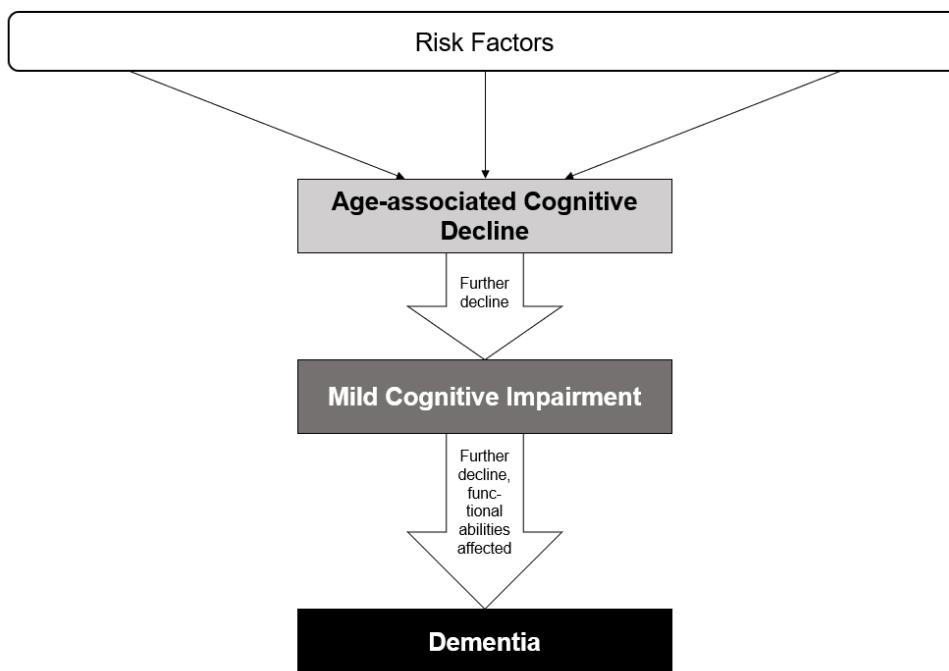 Risk Factors
Age-associated Cognitive
Decline
Further
decline
Mild Cognitive Impairment
Further
decline,
func-
tional
abilities
affected
Dementia